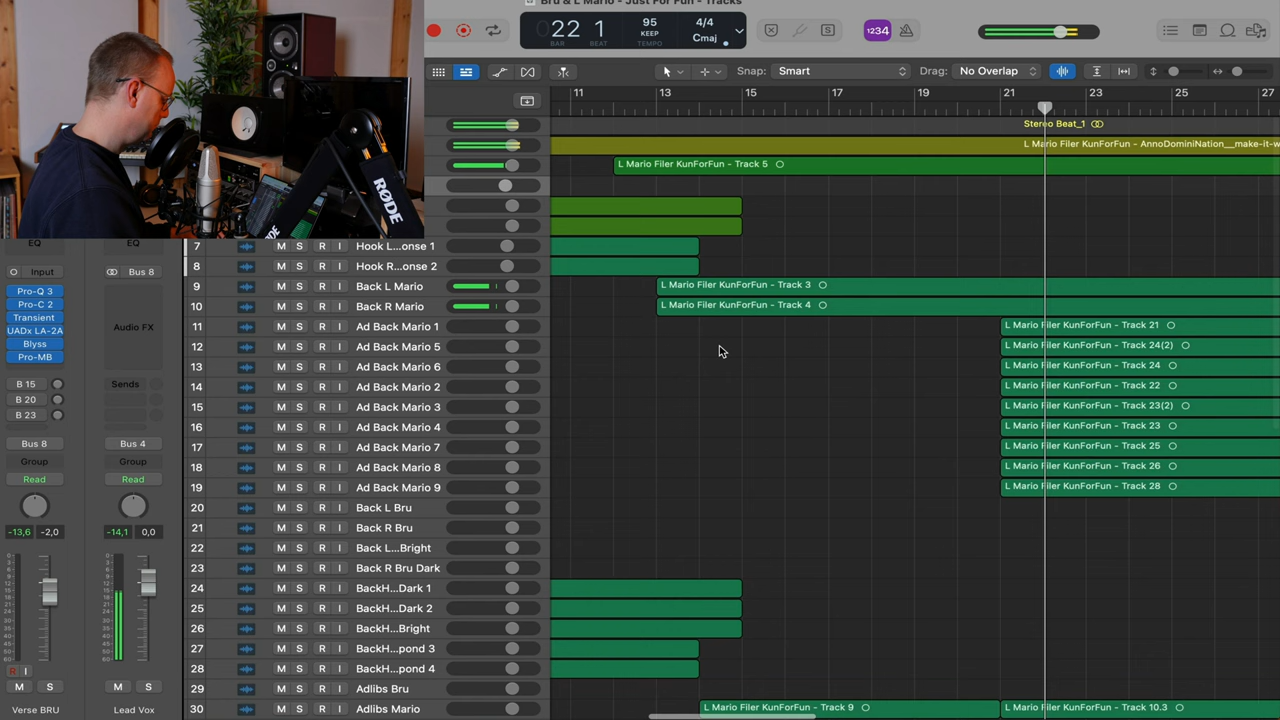 Bru & L Mario - Just For Fun - Tracks
022 1
BAR BEAT
95
KEEP
TEMPO
4/4
Cmaj
1234
Snap: Smart
Drag: No Overlap
11 13 15 17 19 21 23 25 27
Stereo Beat_1
L Mario Filer KunForFun - AnnoDominiNation__make-it-w
L Mario Filer KunForFun - Track 5
RØDE
RØDE
EQ EQ
7 M S R I Hook L...onse 1
8 M S R I Hook R...onse 2
9 M S R I Back L Mario L Mario Filer KunForFun - Track 3
10 M S R I Back R Mario L Mario Filer KunForFun - Track 4
11 M S R I Ad Back Mario 1 L Mario Filer KunForFun - Track 21
12 M S R I Ad Back Mario 5 L Mario Filer KunForFun - Track 24(2)
13 M S R I Ad Back Mario 6 L Mario Filer KunForFun - Track 24
14 M S R I Ad Back Mario 2 L Mario Filer KunForFun - Track 22
15 M S R I Ad Back Mario 3 L Mario Filer KunForFun - Track 23(2)
16 M S R I Ad Back Mario 4 L Mario Filer KunForFun - Track 23
17 M S R I Ad Back Mario 7 L Mario Filer KunForFun - Track 25
18 M S R I Ad Back Mario 8 L Mario Filer KunForFun - Track 26
19 M S R I Ad Back Mario 9 L Mario Filer KunForFun - Track 28
20 M S R I Back L Bru
21 M S R I Back R Bru
22 M S R I Back L...Bright
23 M S R I Back R Bru Dark
24 M S R I BackH...Dark 1
25 M S R I BackH...Dark 2
26 M S R I BackH...Bright
27 M S R I BackH...pond 3
28 M S R I BackH...pond 4
29 M S R I Adlibs Bru
30 M S R I Adlibs Mario L Mario Filer KunForFun - Track 9 L Mario Filer KunForFun - Track 10.3
Input
Pro-Q 3
Pro-C 2
Transient
UADx LA-2A
Blyss
Pro-MB
B 15
B 20
B 23
Bus 8
Group
Read
-13,6 -2,0
R I
M S
Verse BRU
Bus 8
Audio FX
Sends
Bus 4
Group
Read
-14,1 0,0
M S
Lead Vox